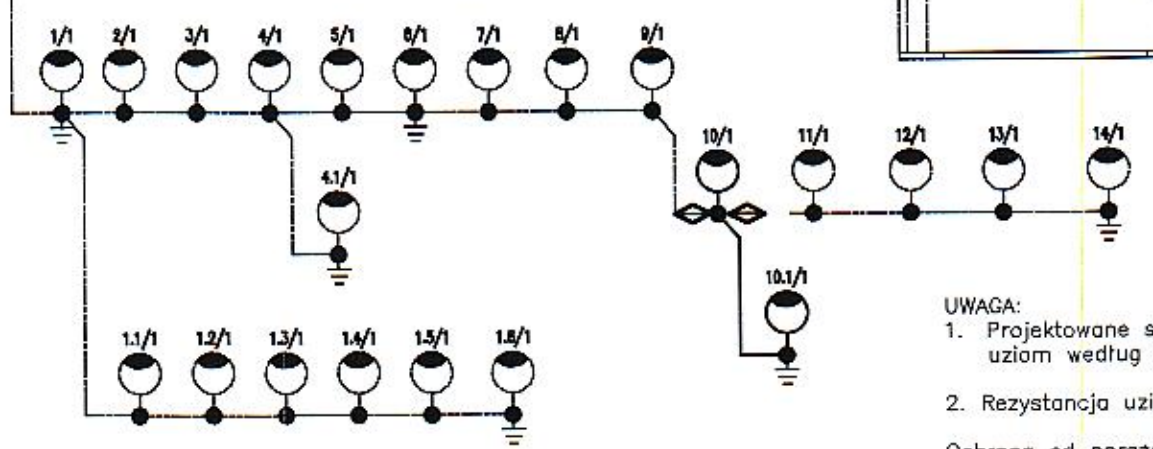 1/1 2/1 3/1 4/1 5/1 6/1 7/1 8/1 9/1
10/1 11/1 12/1 13/1 14/1
4.1/1
10.1/1
1.1/1 1.2/1 1.3/1 1.4/1 1.5/1 1.6/1
UWAGA:
1. Projektowane s
uziom według
2. Rezystancja uzi